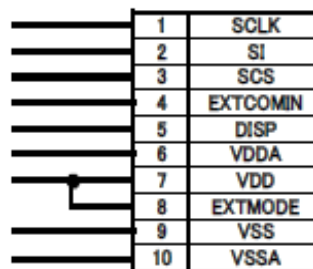 1 SCLK
2 SI
3 SCS
4 EXTCOMIN
5 DISP
6 VDDA
7 VDD
8 EXTMODE
9 VSS
10 VSSA